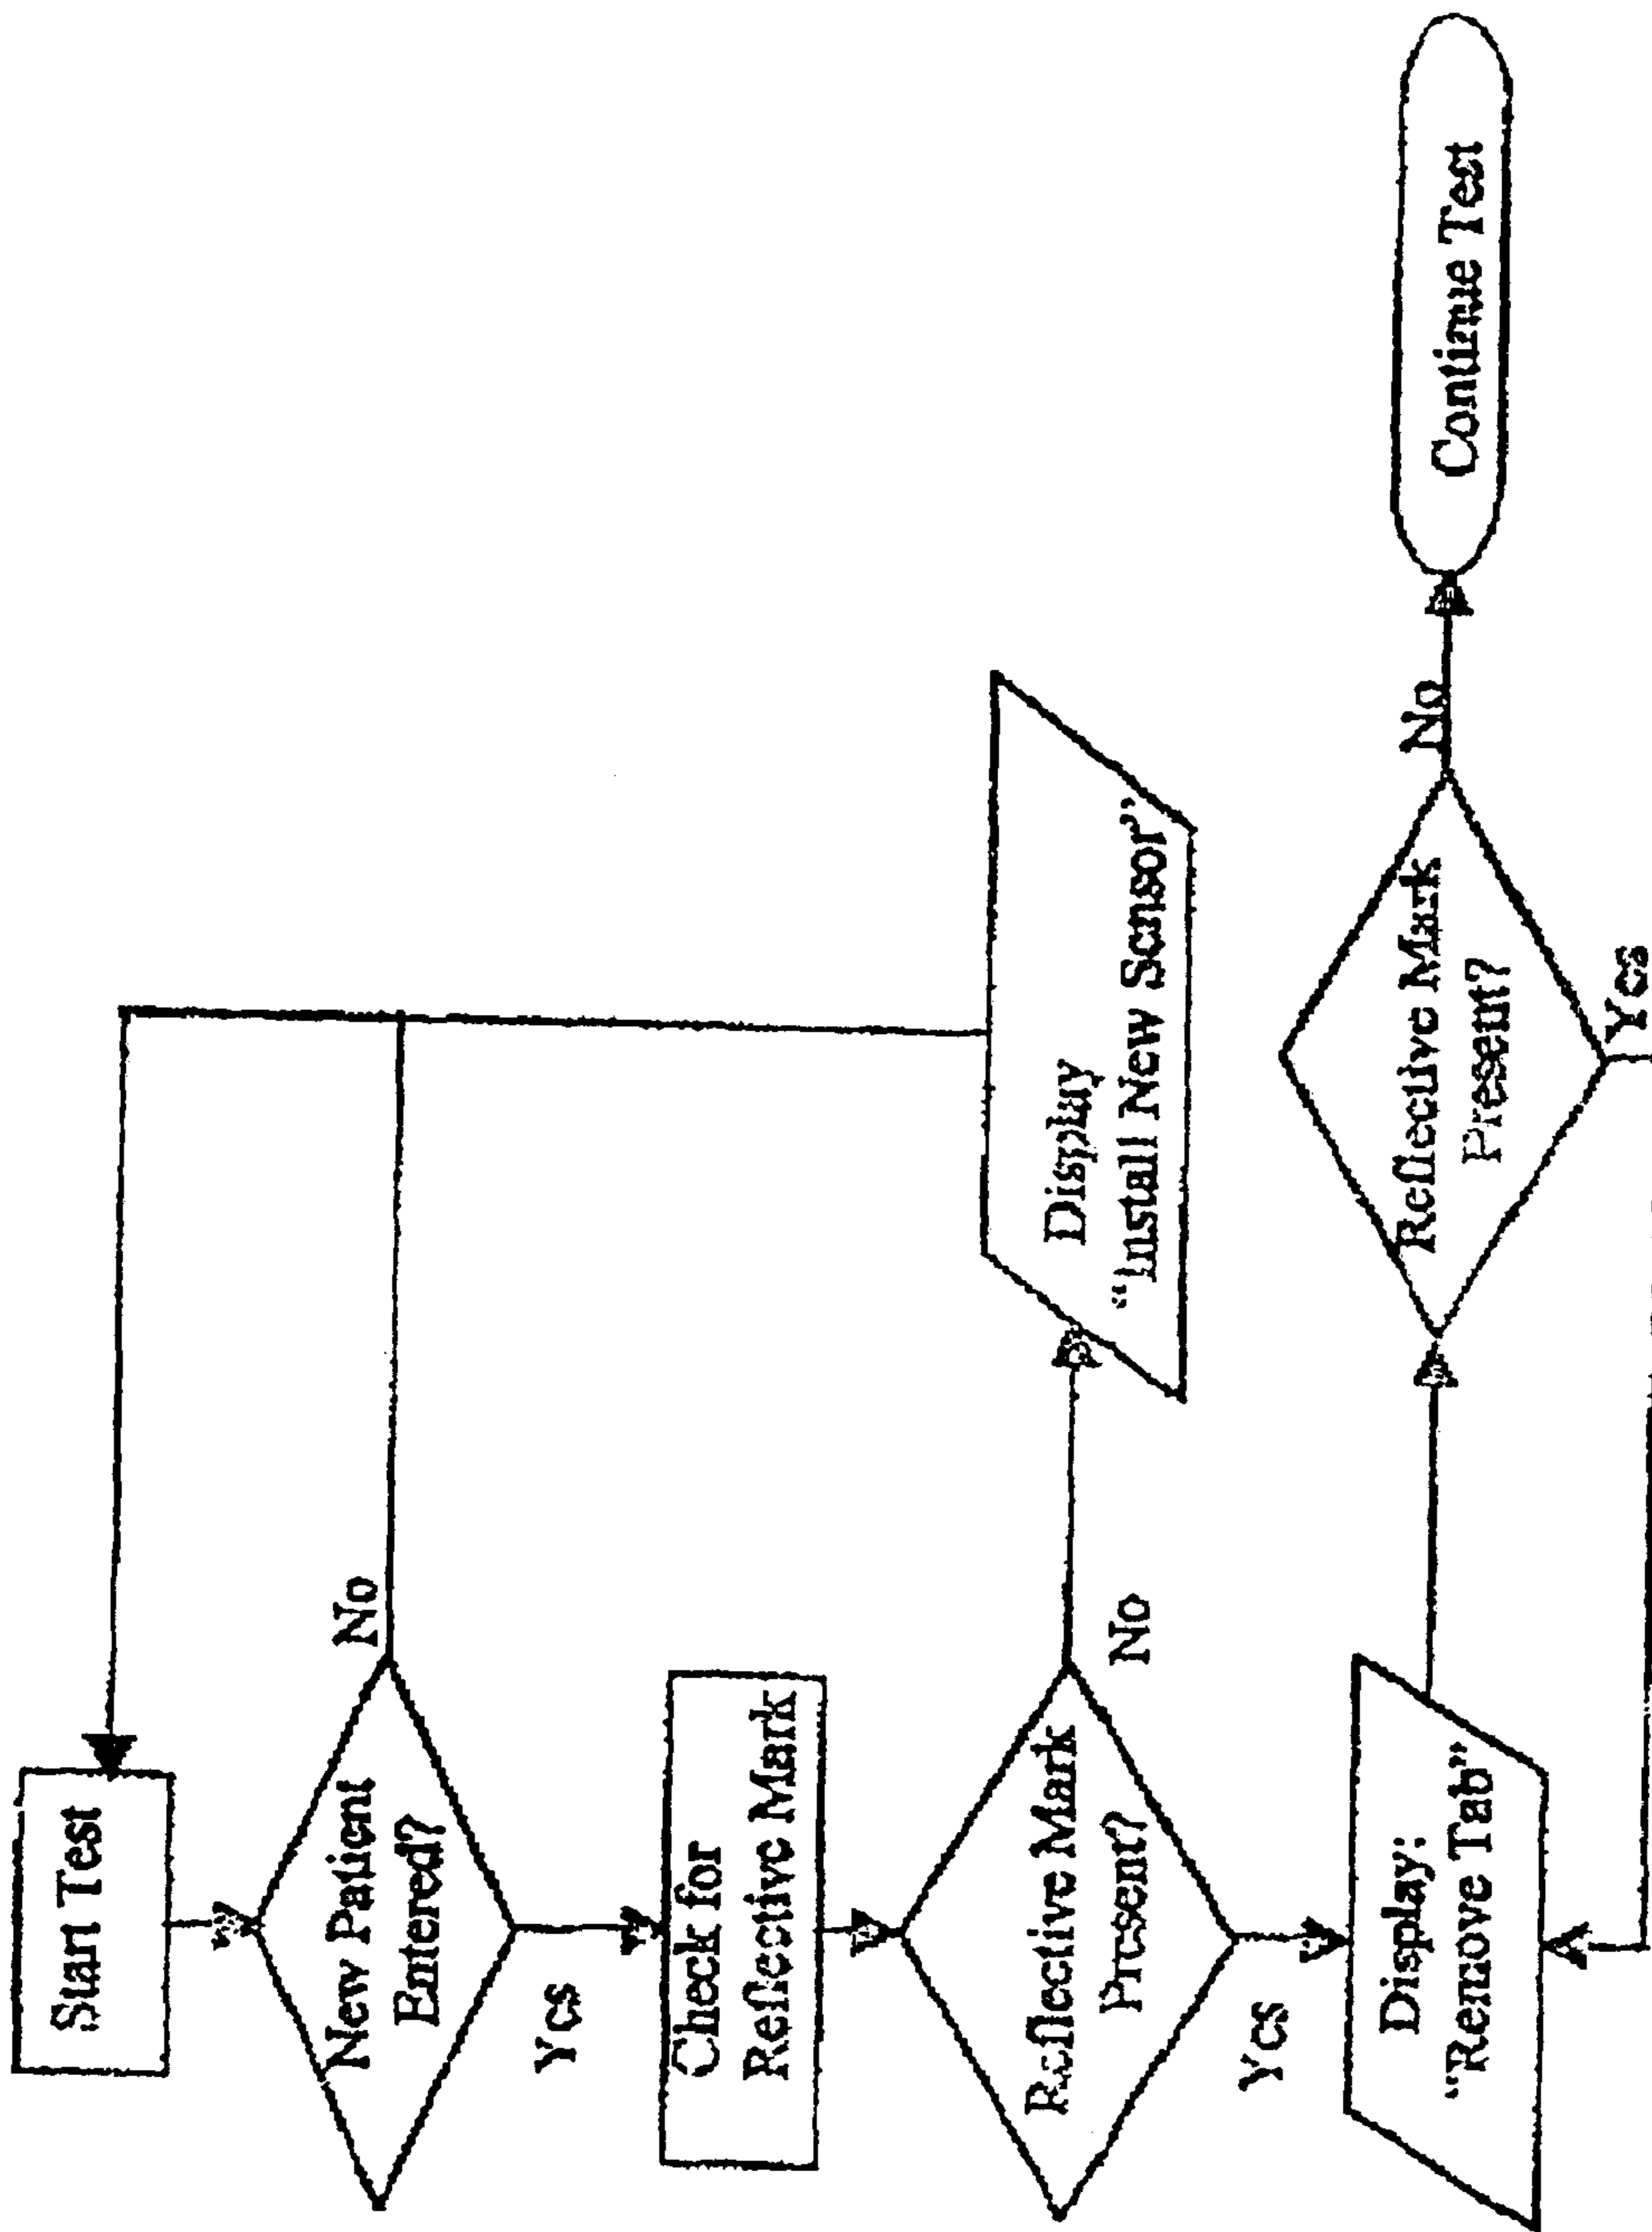 Start Test
New Patient
Entered?
No
Yes
Check for
Reflective Mark
Reflective Mark
Present?
No
Yes
Display
"Install New Sensor"
Display:
"Remove Tab"
Reflective Mark
Present?
No
Yes
Continue Test